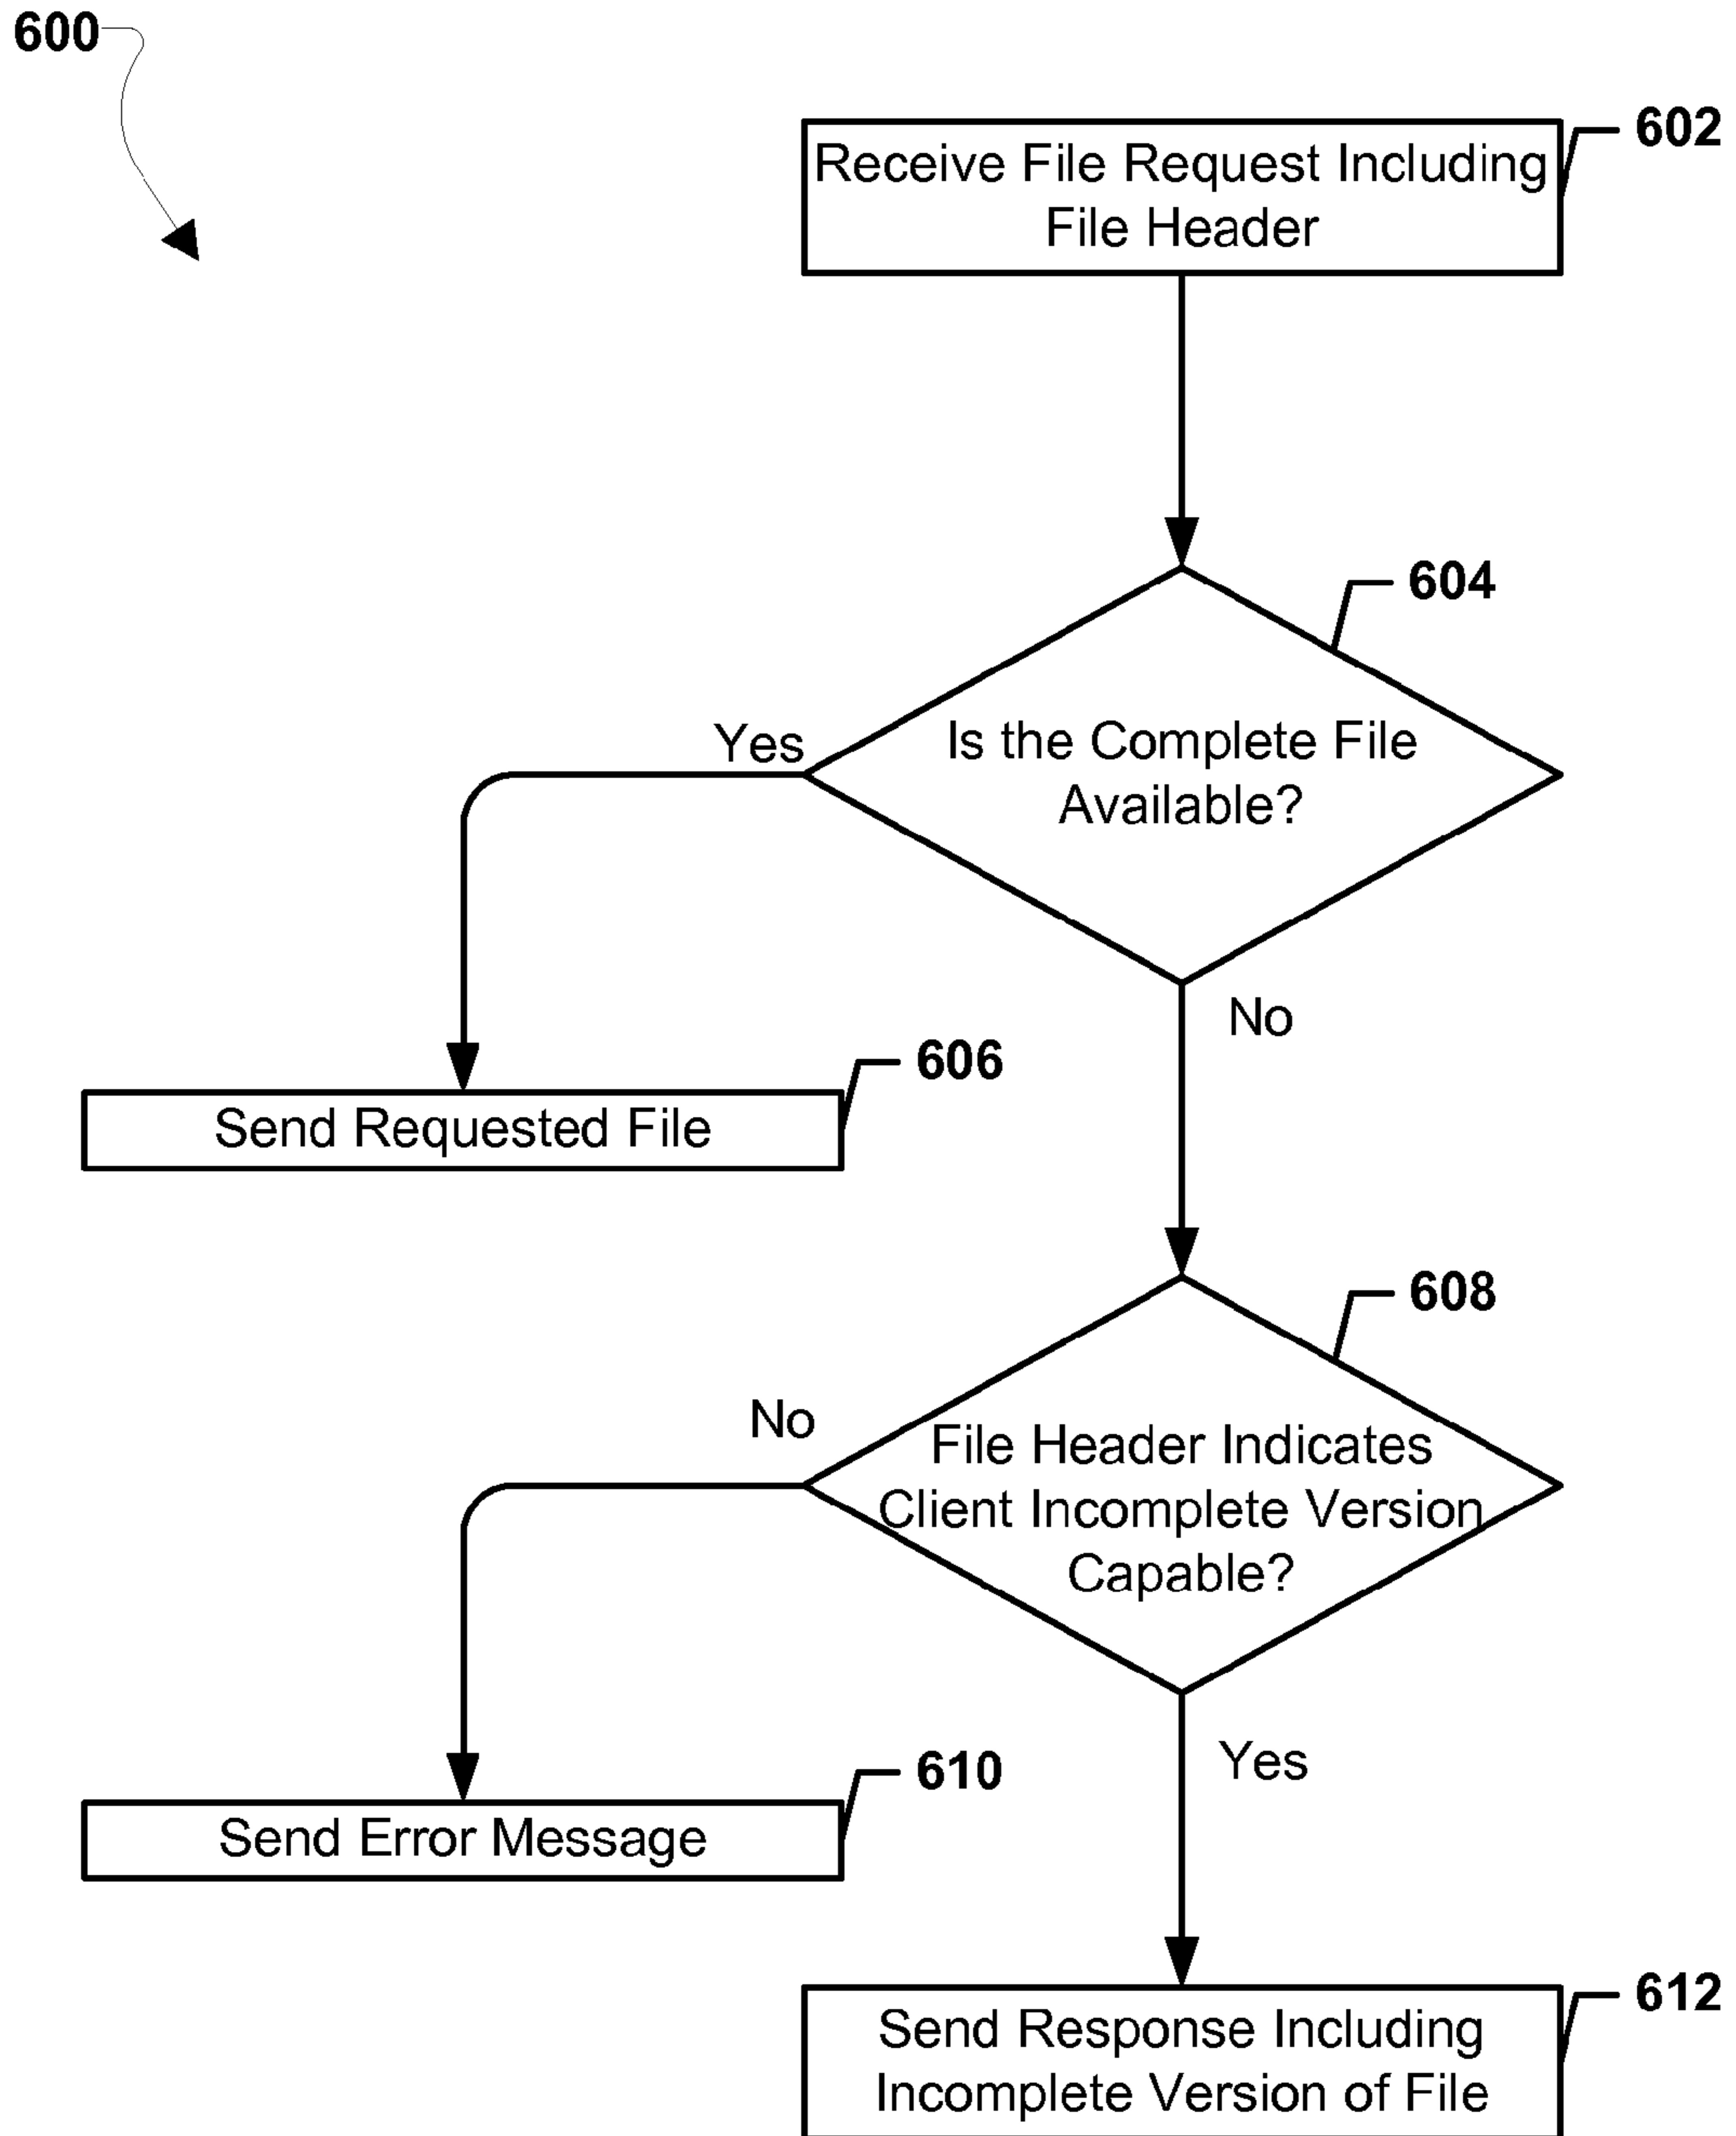 600
602
Receive File Request Including
File Header
604
Is the Complete File
Available?
Yes
No
606
Send Requested File
608
File Header Indicates
Client Incomplete Version
Capable?
No
Yes
610
Send Error Message
612
Send Response Including
Incomplete Version of File